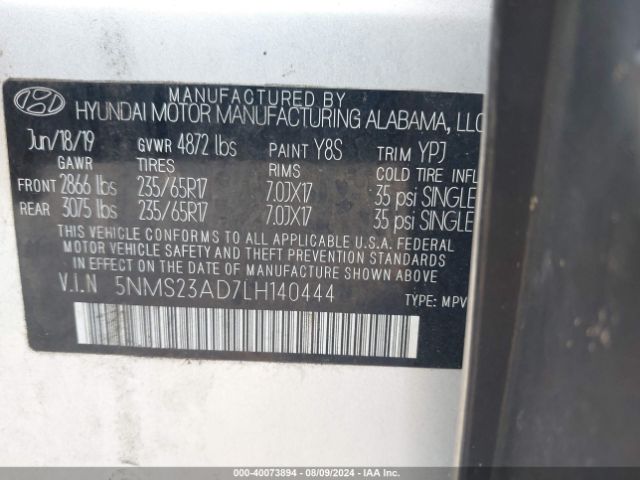 MANUFACTURED BY
HYUNDAI MOTOR MANUFACTURING ALABAMA, LLC
Jun/18/19 GVWR 4872 lbs PAINT Y8S TRIM YPJ
GAWR TIRES RIMS COLD TIRE INFL
FRONT 2866 lbs 235/65R17 7.0JX17 35 psi SINGLE
REAR 3075 lbs 235/65R17 7.0JX17 35 psi SINGLE
THIS VEHICLE CONFORMS TO ALL APPLICABLE U.S.A. FEDERAL
MOTOR VEHICLE SAFETY AND THEFT PREVENTION STANDARDS
IN EFFECT ON THE DATE OF MANUFACTURE SHOWN ABOVE.
V.I.N 5NMS23AD7LH140444 TYPE: MPV
000-40073894 - 08/09/2024 - IAA Inc.